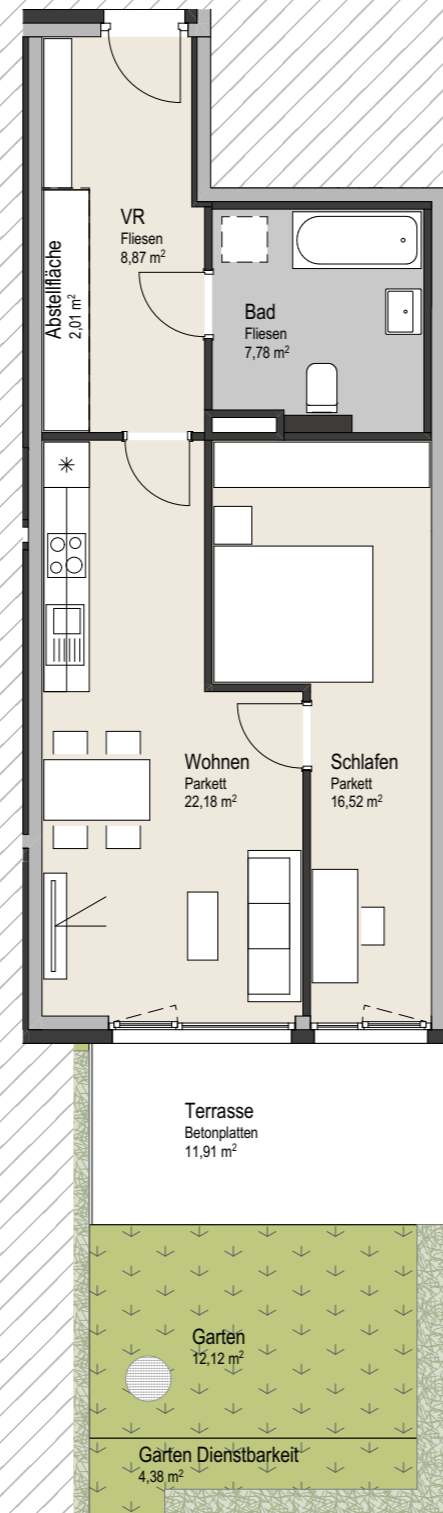 VR
Fliesen
8,87 m²
Abstellfläche
2,01 m²
Bad
Fliesen
7,78 m²
Wohnen
Parkett
22,18 m²
Schlafen
Parkett
16,52 m²
Terrasse
Betonplatten
11,91 m²
Garten
12,12 m²
Garten Dienstbarkeit
4,38 m²